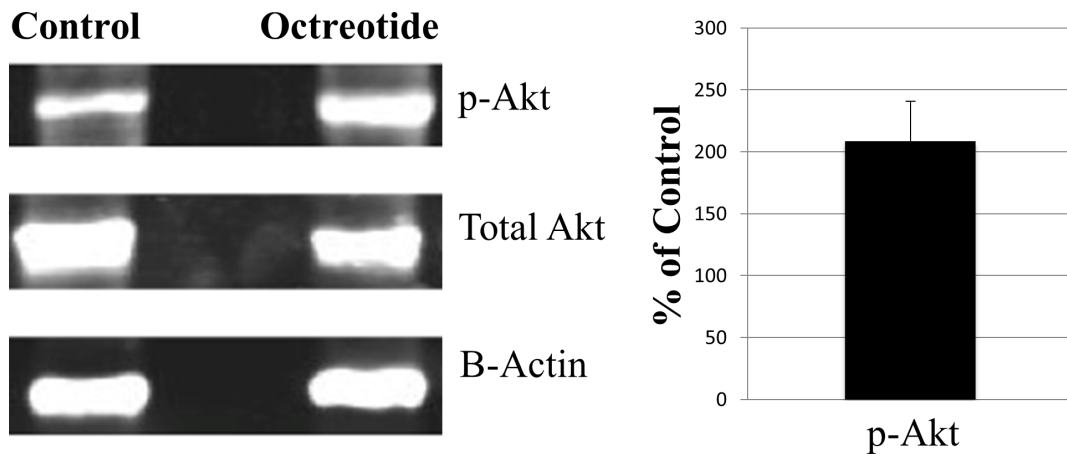 Control Octreotide
p-Akt
Total Akt
B-Actin
% of Control
300
250
200
150
100
50
0
p-Akt